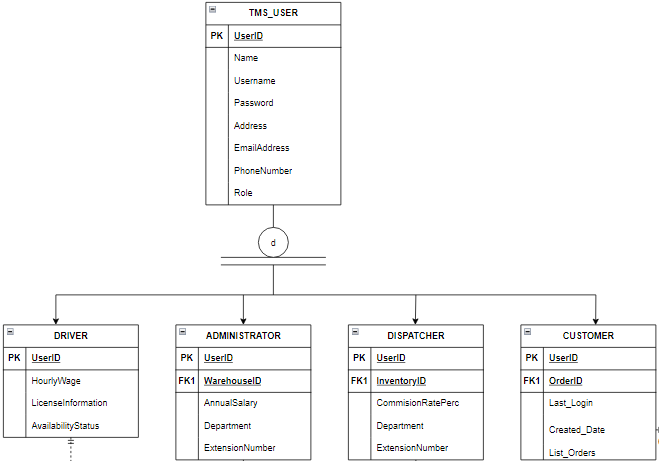 TMS_USER
PK UserID
Name
Username
Password
Address
EmailAddress
PhoneNumber
Role
d
DRIVER
PK UserID
HourlyWage
LicenseInformation
AvailabilityStatus
ADMINISTRATOR
PK UserID
FK1 WarehouseID
AnnualSalary
Department
ExtensionNumber
DISPATCHER
PK UserID
FK1 InventoryID
CommisionRatePerc
Department
ExtensionNumber
CUSTOMER
PK UserID
FK1 OrderID
Last_Login
Created_Date
List_Orders